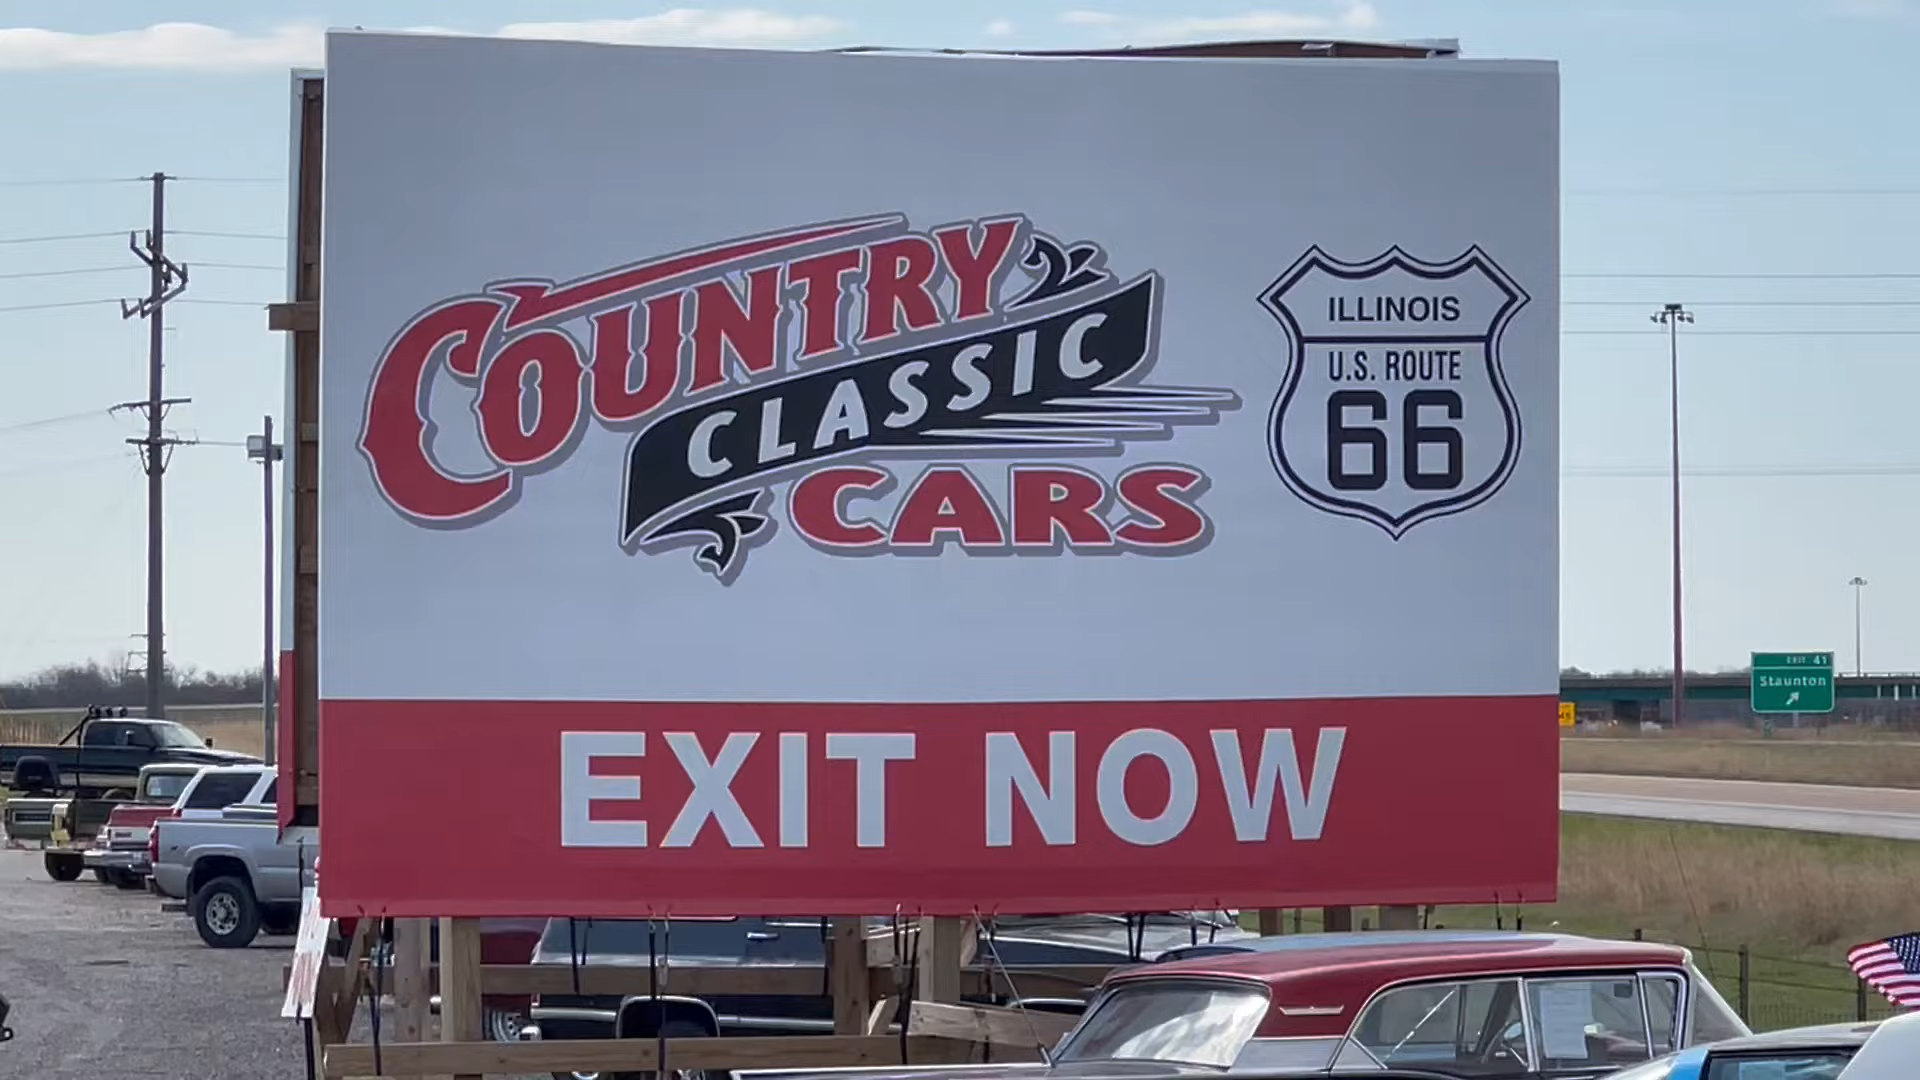 COUNTRY
CLASSIC
CARS
ILLINOIS
U.S. ROUTE
66
EXIT NOW
EXIT 41
Staunton